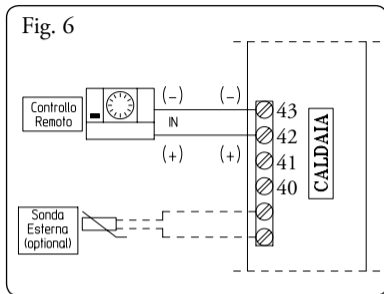 Fig. 6
Controllo
Remoto
(-)
(-)
IN
(+)
(+)
43
42
41
40
CALDAIA
Sonda
Esterna
(optional)